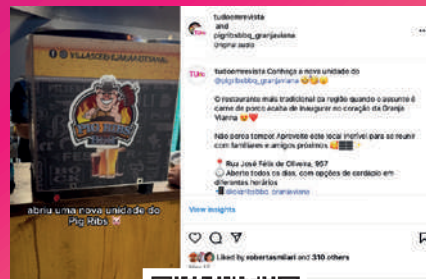 PIG RIBS
abriu uma nova unidade do
Pig Ribs
tudoemrevista
and
pigribsbbq_granjaviana
Original audio
tudoemrevista Conheça a nova unidade do
@pigribsbbq_granjaviana
O restaurante mais tradicional da região quando o assunto é
carne de porco acaba de inaugurar no coração da Granja
Vianna
Não perca tempo! Aproveite este local incrível para se reunir
com familiares e amigos próximos.
Rua José Félix de Oliveira, 957
Aberto todos os dias, com opções de cardápio em
diferentes horários
@pigribsbbq_granjaviana
View insights
Liked by robertasmilari and 310 others